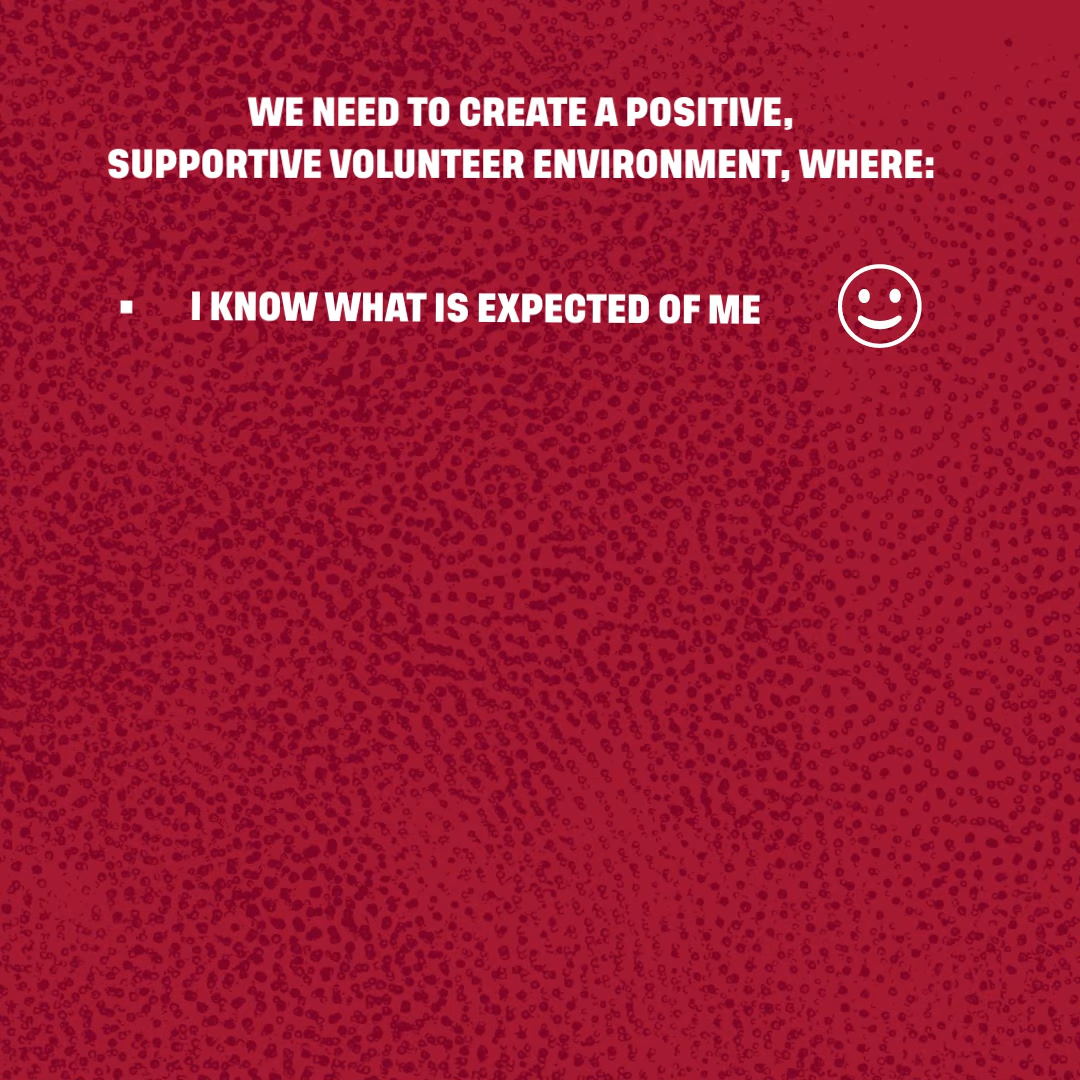 WE NEED TO CREATE A POSITIVE,
SUPPORTIVE VOLUNTEER ENVIRONMENT, WHERE:
▪ I KNOW WHAT IS EXPECTED OF ME